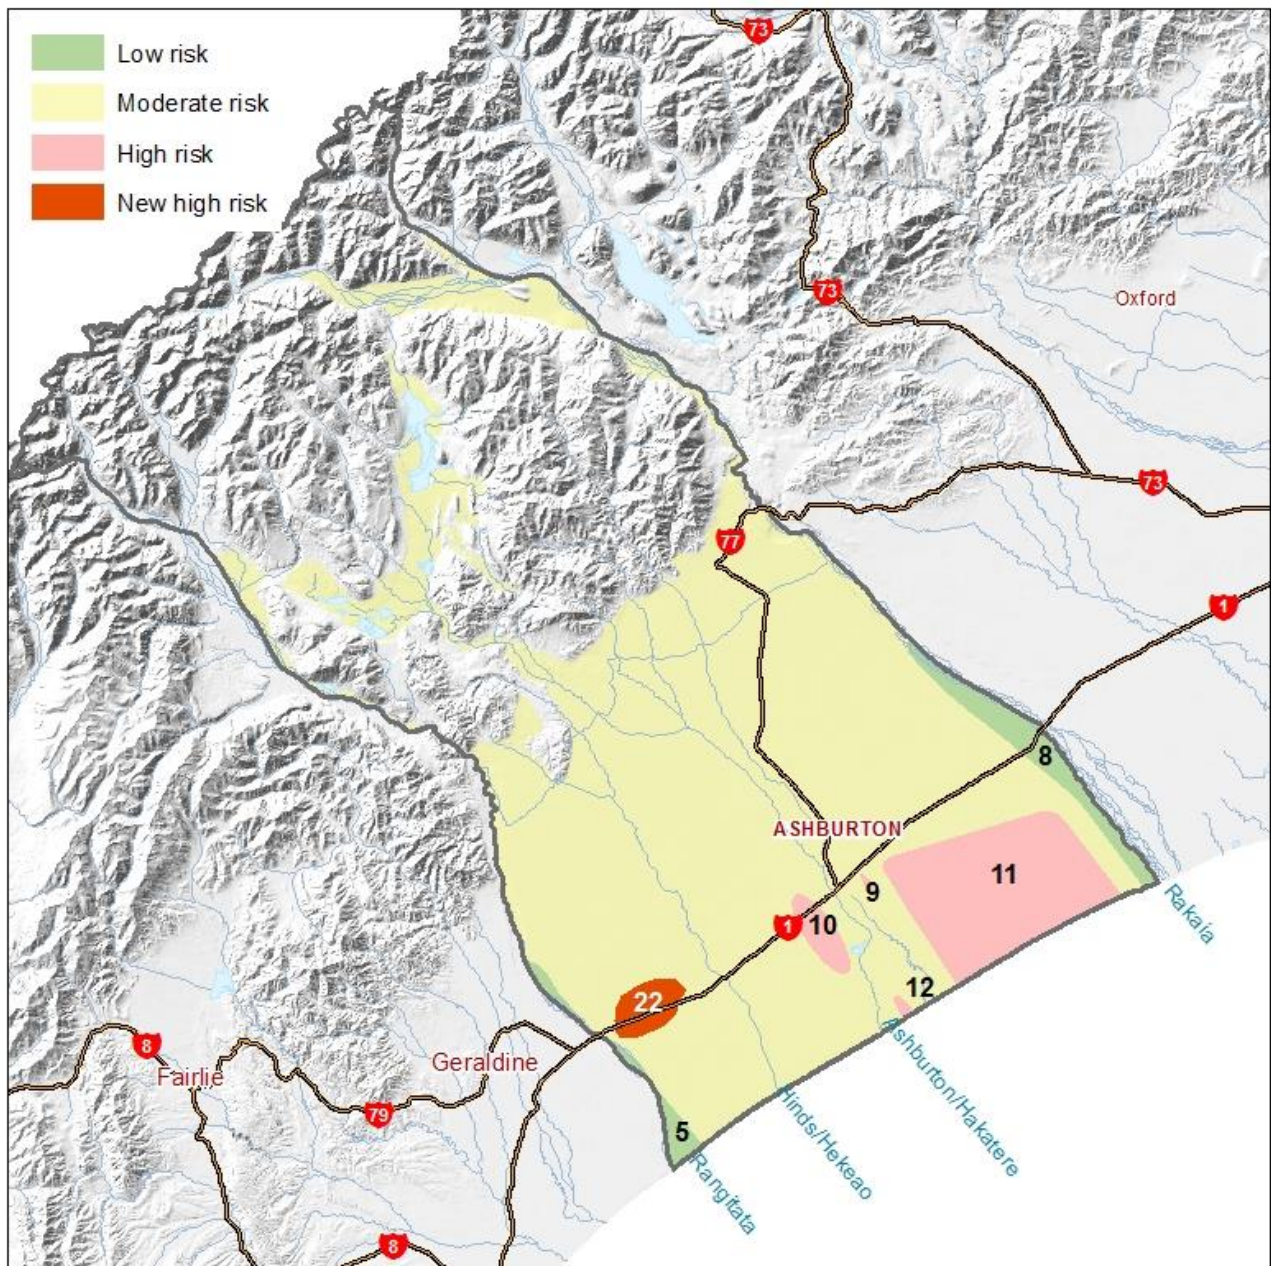 Low risk
Moderate risk
High risk
New high risk
73
73
Oxford
73
77
1
8
ASHBURTON
11
9
10
1
Rakaia
12
22
Ashburton/Hakatere
8
Fairlie
Geraldine
79
Hinds/Hekeao
5
Rangitata
8